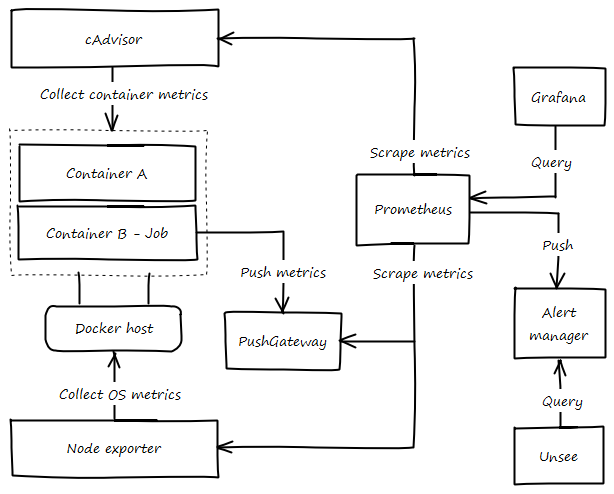 cAdvisor
Collect container metrics
Grafana
Scrape metrics
Query
Container A
Prometheus
Container B - Job
Push
Push metrics
Scrape metrics
Docker host
PushGateway
Alert
manager
Collect OS metrics
Query
Node exporter
Unsee